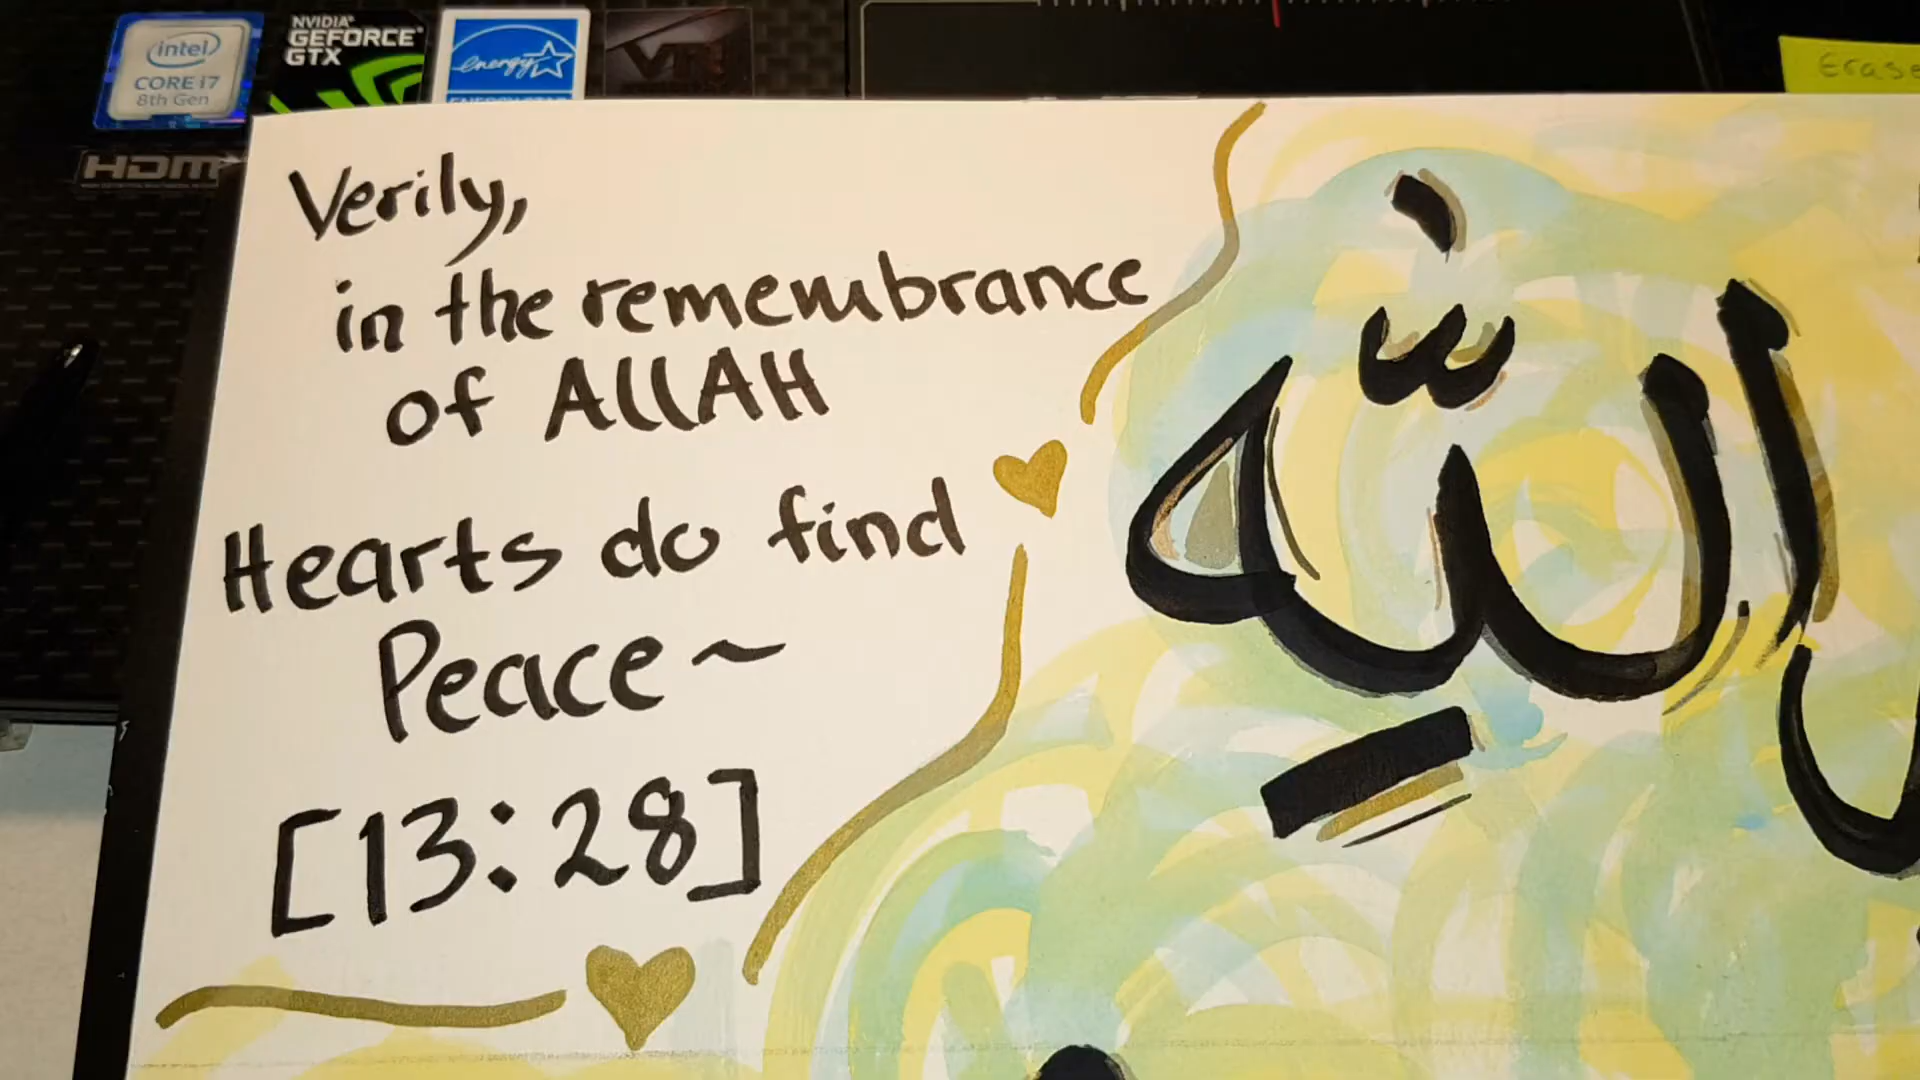 intel
CORE i7
8th Gen
NVIDIA
GEFORCE
GTX
energy
HDMI
Verily,
in the remembrance
of ALLAH
Hearts do find
Peace ~
[13:28]
الله